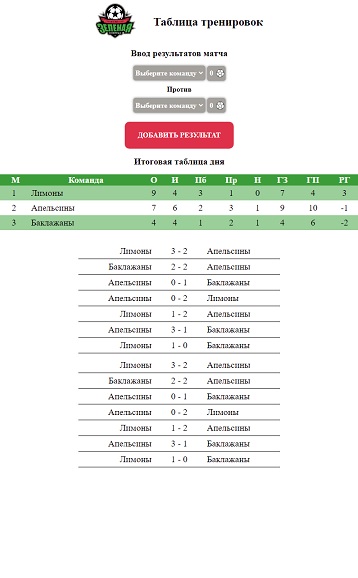 ЗЕЛЕНАЯ
Таблица тренировок
Ввод результатов матча
Выберите команду 0
Против
Выберите команду 0
ДОБАВИТЬ РЕЗУЛЬТАТ
Итоговая таблица дня
М Команда О И Пб Пр Н ГЗ ГП РГ
1 Лимоны 9 4 3 1 0 7 4 3
2 Апельсины 7 6 2 3 1 9 10 -1
3 Баклажаны 4 4 1 2 1 4 6 -2
Лимоны 3 - 2 Апельсины
Баклажаны 2 - 2 Апельсины
Апельсины 0 - 1 Баклажаны
Апельсины 0 - 2 Лимоны
Лимоны 1 - 2 Апельсины
Апельсины 3 - 1 Баклажаны
Лимоны 1 - 0 Баклажаны
Лимоны 3 - 2 Апельсины
Баклажаны 2 - 2 Апельсины
Апельсины 0 - 1 Баклажаны
Апельсины 0 - 2 Лимоны
Лимоны 1 - 2 Апельсины
Апельсины 3 - 1 Баклажаны
Лимоны 1 - 0 Баклажаны